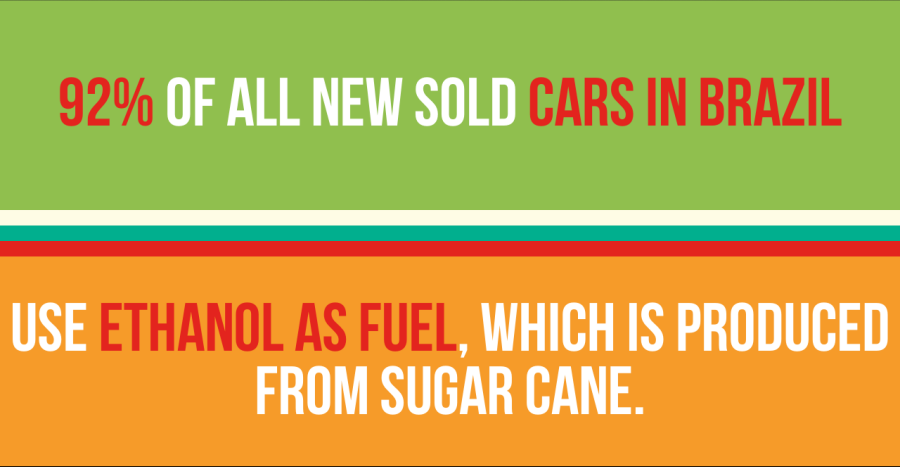 92% OF ALL NEW SOLD CARS IN BRAZIL
USE ETHANOL AS FUEL, WHICH IS PRODUCED
FROM SUGAR CANE.